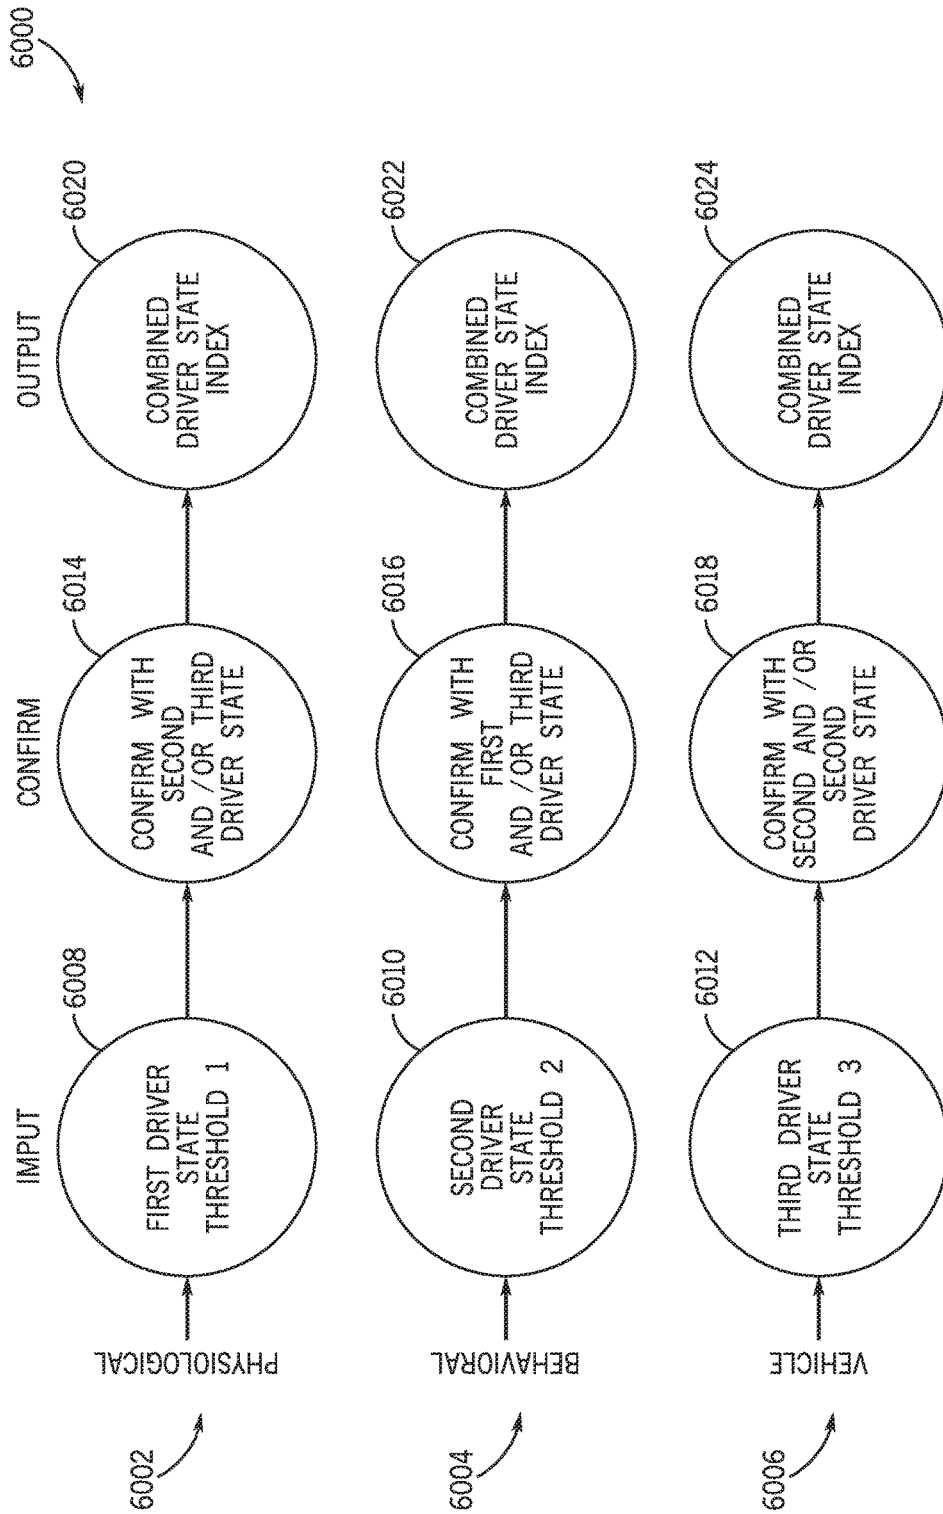 6000
IMPUT
CONFIRM
OUTPUT
6002
PHYSIOLOGICAL
6008
FIRST DRIVER
STATE
THRESHOLD 1
6014
CONFIRM WITH
SECOND
AND /OR THIRD
DRIVER STATE
6020
COMBINED
DRIVER STATE
INDEX
6004
BEHAVIORAL
6010
SECOND
DRIVER
STATE
THRESHOLD 2
6016
CONFIRM WITH
FIRST
AND /OR THIRD
DRIVER STATE
6022
COMBINED
DRIVER STATE
INDEX
6006
VEHICLE
6012
THIRD DRIVER
STATE
THRESHOLD 3
6018
CONFIRM WITH
SECOND AND /OR
SECOND
DRIVER STATE
6024
COMBINED
DRIVER STATE
INDEX